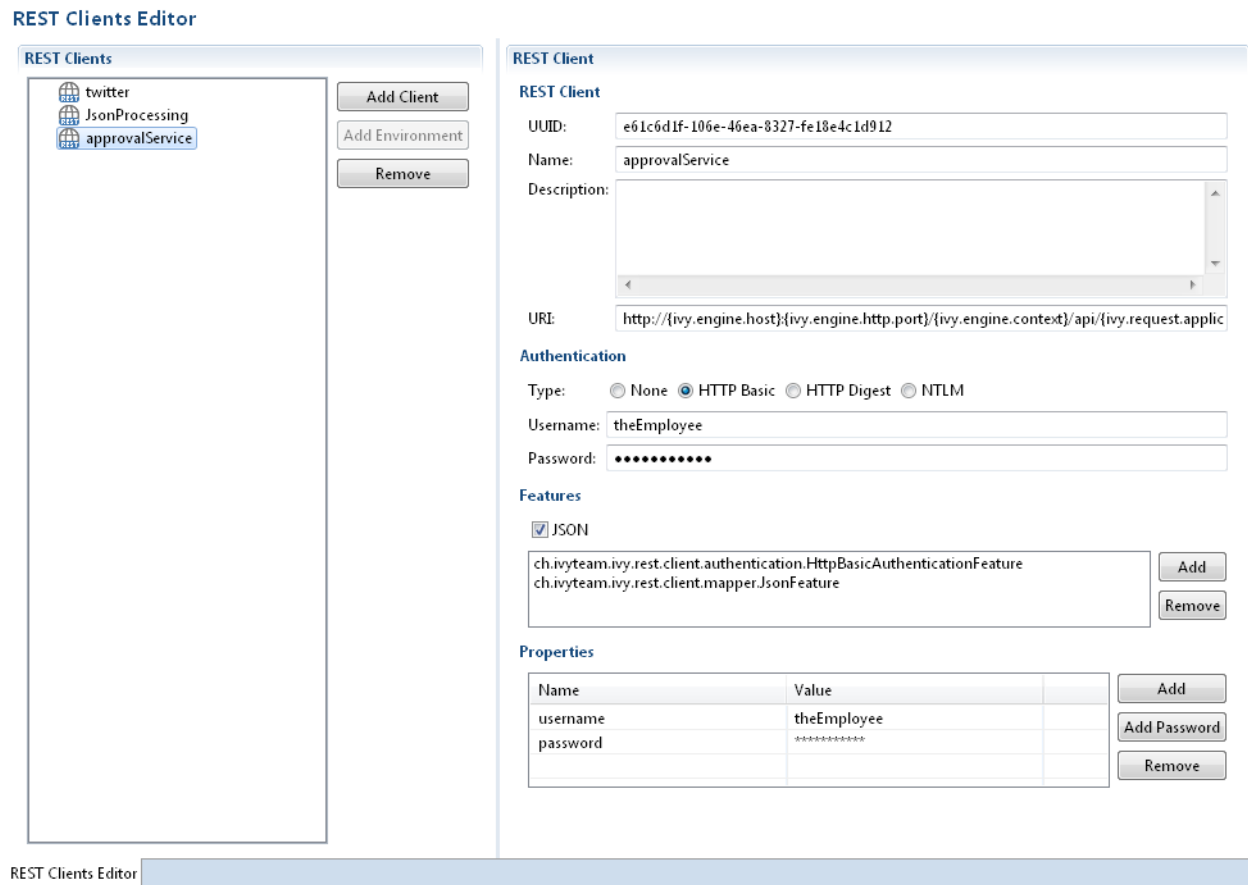 REST Clients Editor
REST Clients
twitter
JsonProcessing
approvalService
Add Client
Add Environment
Remove
REST Client
REST Client
UUID: e61c6d1f-106e-46ea-8327-fe18e4c1d912
Name: approvalService
Description:
URI: http://{ivy.engine.host}:{ivy.engine.http.port}/{ivy.engine.context}/api/{ivy.request.applic
Authentication
Type: None HTTP Basic HTTP Digest NTLM
Username: theEmployee
Password: •••••••••••
Features
JSON
ch.ivyteam.ivy.rest.client.authentication.HttpBasicAuthenticationFeature
ch.ivyteam.ivy.rest.client.mapper.JsonFeature
Add
Remove
Properties
Name Value
username theEmployee
password ***********
Add
Add Password
Remove
REST Clients Editor